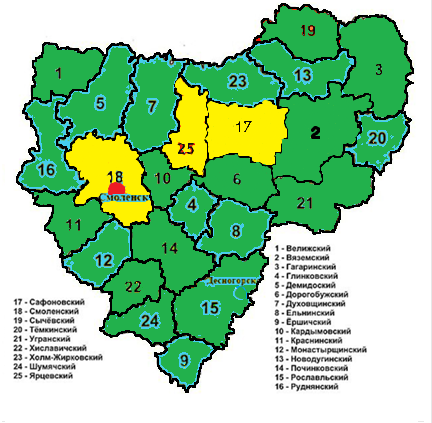 19
1
3
23
13
5
7
17
2
25
20
16
18
10
6
Смоленск
4
21
11
8
12
14
Десногорск
22
15
24
9
1 - Велижский
2 - Вяземский
3 - Гагаринский
4 - Глинковский
5 - Демидоский
6 - Дорогобужский
7 - Духовщинский
8 - Ельнинский
9 - Ёршичский
10 - Кардымовский
11 - Краснинский
12 - Монастырщинский
13 - Новодугинский
14 - Починковский
15 - Рославльский
16 - Руднянский
17 - Сафоновский
18 - Смоленский
19 - Сычёвский
20 - Тёмкинский
21 - Угранский
22 - Хиславичский
23 - Холм-Жирховский
24 - Шумячский
25 - Ярцевский